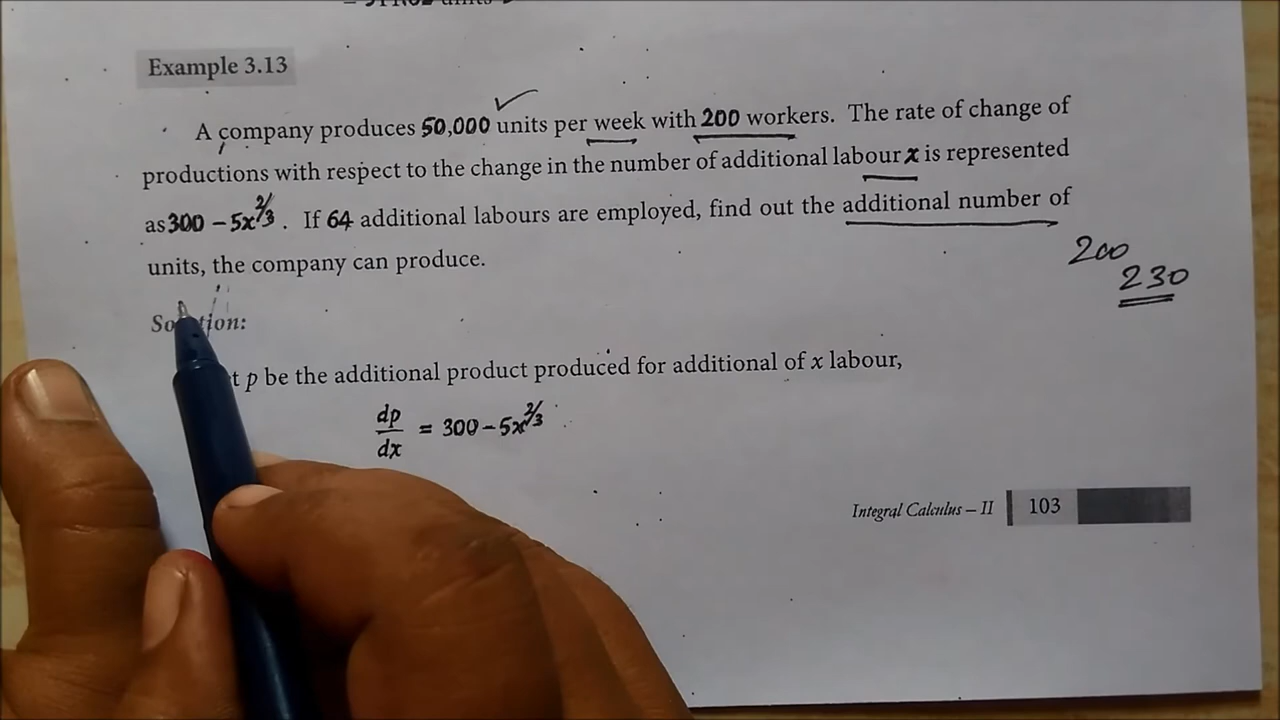 Example 3.13
A company produces 50,000 units per week with 200 workers. The rate of change of
productions with respect to the change in the number of additional labour x is represented
as 300 – 5x^2/3. If 64 additional labours are employed, find out the additional number of
units, the company can produce.
200
230
t p be the additional product produced for additional of x labour,
dp/dx = 300 – 5x^2/3
Integral Calculus – II 103